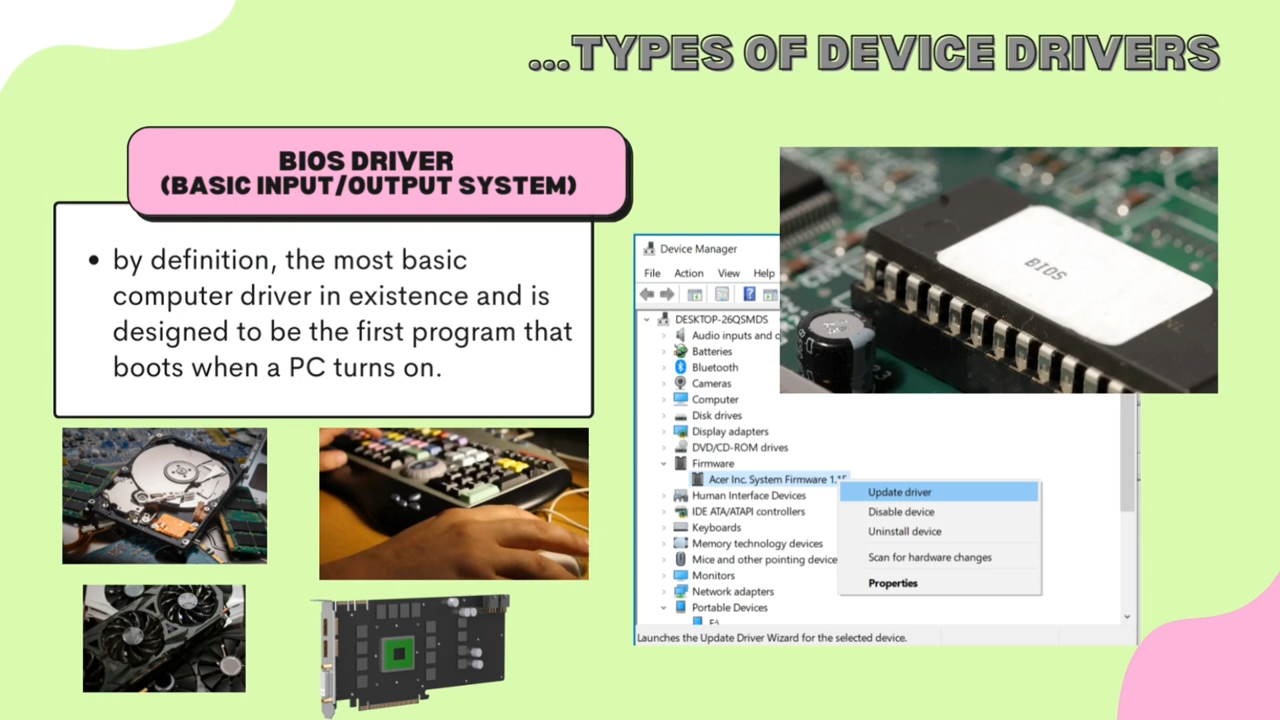 ...TYPES OF DEVICE DRIVERS
BIOS DRIVER
(BASIC INPUT/OUTPUT SYSTEM)
• by definition, the most basic
computer driver in existence and is
designed to be the first program that
boots when a PC turns on.
BIOS
Device Manager
File Action View Help
DESKTOP-26QSMDS
Audio inputs and
Batteries
Bluetooth
Cameras
Computer
Disk drives
Display adapters
DVD/CD-ROM drives
Firmware
Acer Inc. System Firmware
Human Interface Devices
IDE ATA/ATAPI controllers
Keyboards
Memory technology devices
Mice and other pointing device
Monitors
Network adapters
Portable Devices
Update driver
Disable device
Uninstall device
Scan for hardware changes
Properties
Launches the Update Driver Wizard for the selected device.